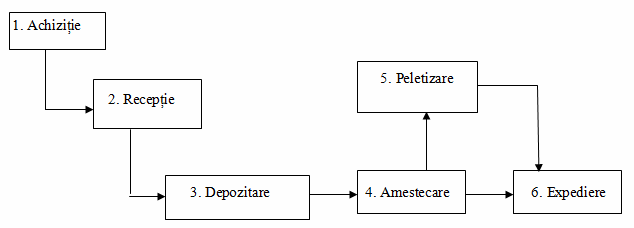 1. Achiziție
2. Recepție
3. Depozitare
4. Amestecare
5. Peletizare
6. Expediere